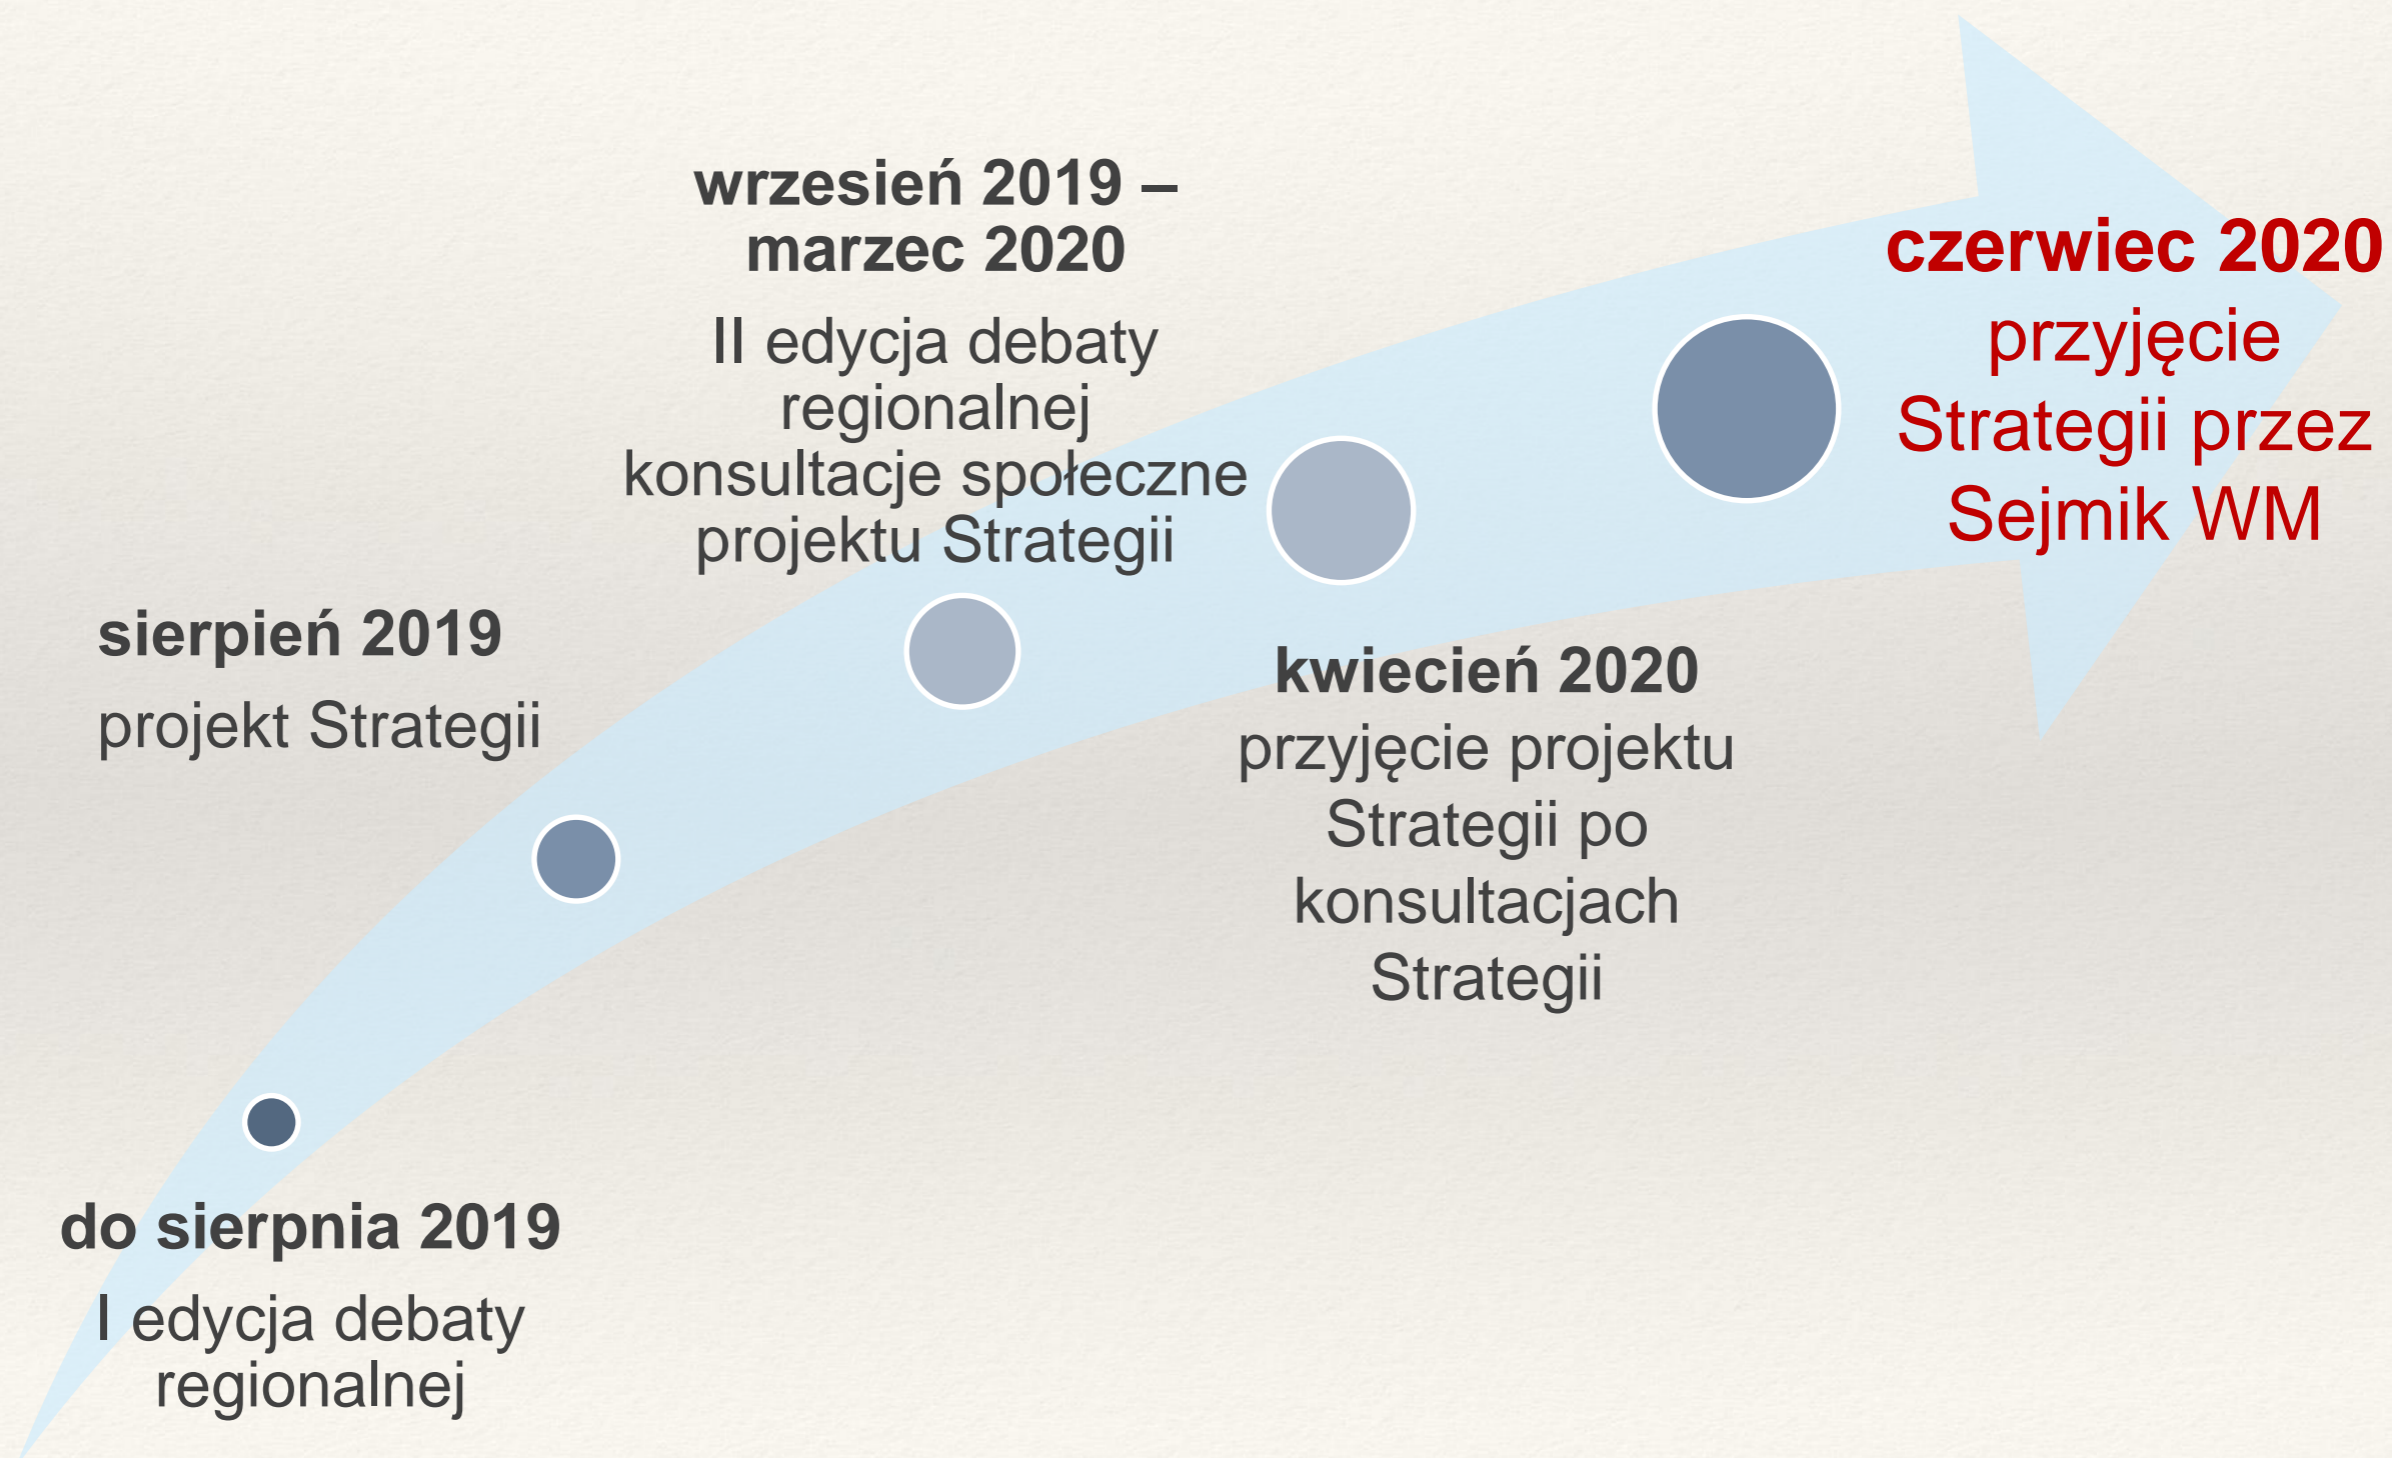 do sierpnia 2019
I edycja debaty
regionalnej
sierpień 2019
projekt Strategii
wrzesień 2019 –
marzec 2020
II edycja debaty
regionalnej
konsultacje społeczne
projektu Strategii
kwiecień 2020
przyjęcie projektu
Strategii po
konsultacjach
Strategii
czerwiec 2020
przyjęcie
Strategii przez
Sejmik WM